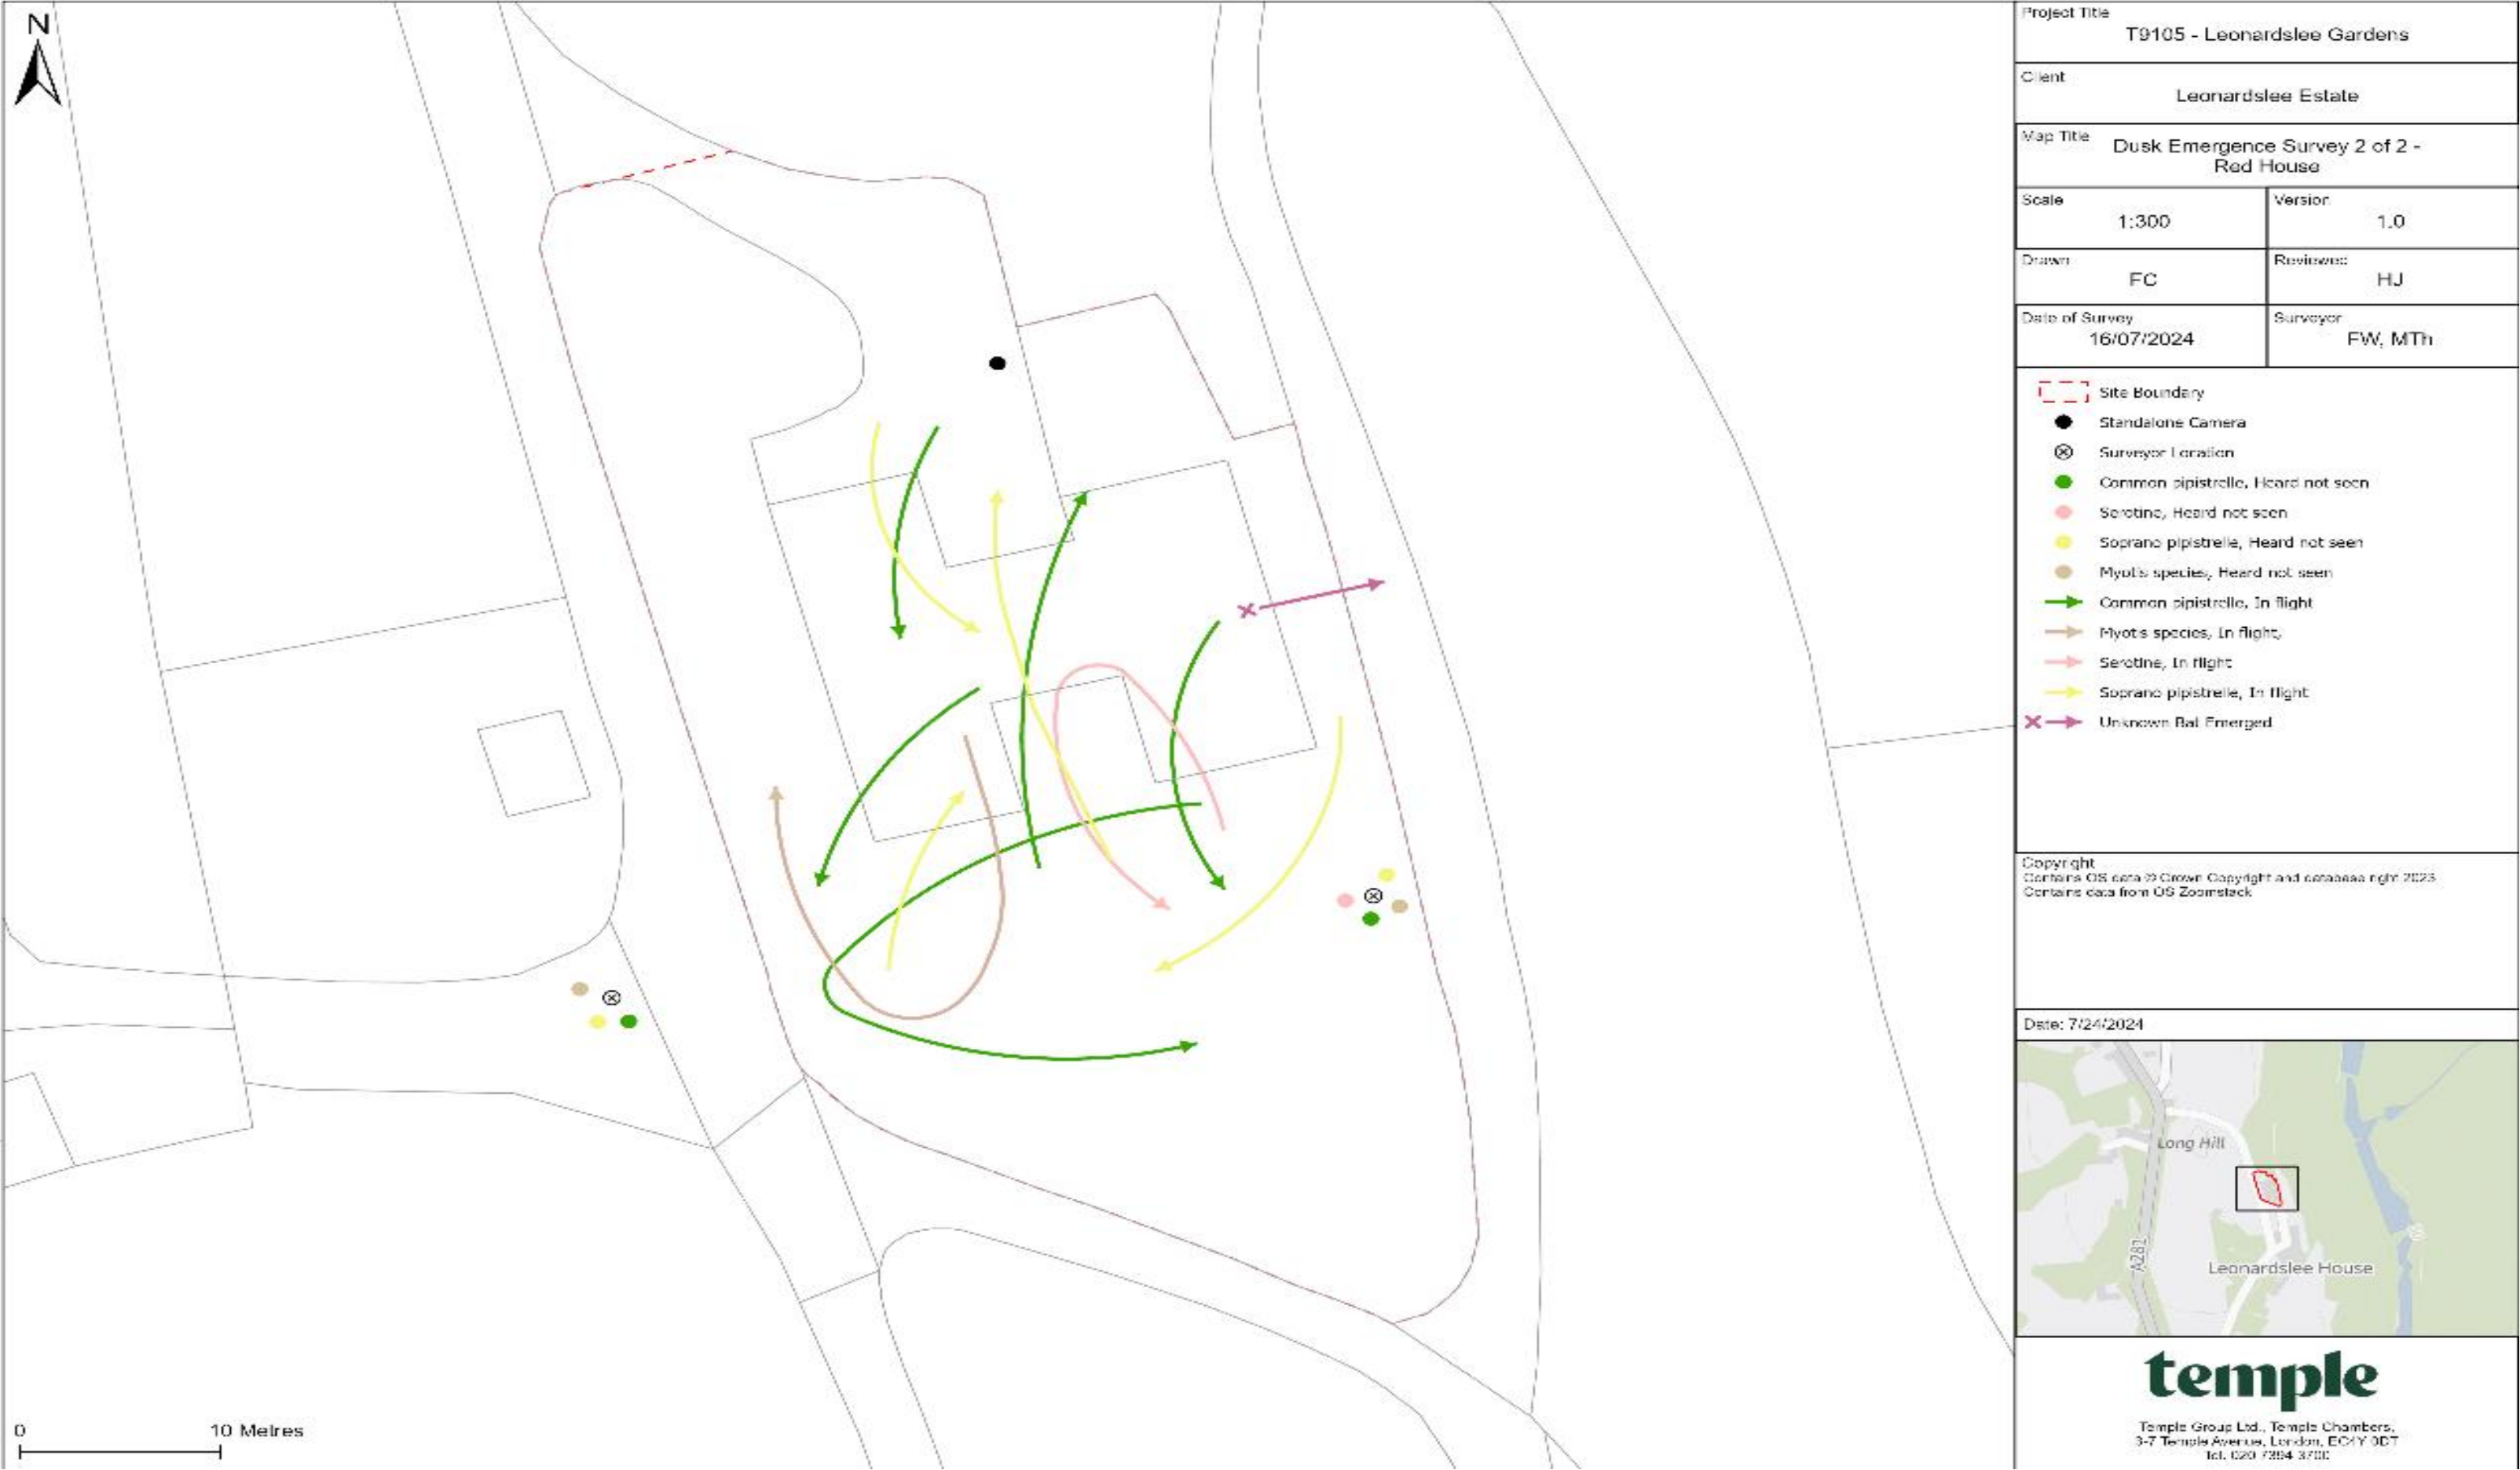 N
0 10 Metres
Project Title
T9105 - Leonardslee Gardens
Client
Leonardslee Estate
Map Title
Dusk Emergence Survey 2 of 2 -
Red House
Scale
1:300
Version
1.0
Drawn
FC
Reviewed
HJ
Date of Survey
16/07/2024
Surveyor
FW, MTh
Site Boundary
Standalone Camera
Surveyor Location
Common pipistrelle, Heard not seen
Serotine, Heard not seen
Soprano pipistrelle, Heard not seen
Myotis species, Heard not seen
Common pipistrelle, In flight
Myotis species, In flight,
Serotine, In flight
Soprano pipistrelle, In flight
Unknown Bat Emerged
Copyright
Contains OS data © Crown Copyright and database right 2023
Contains data from OS Zoomstack
Date: 7/24/2024
Long Hill
A281
Leonardslee House
temple
Temple Group Ltd., Temple Chambers,
3-7 Temple Avenue, London, EC4Y 0DT
Tel. 020 7394 3700